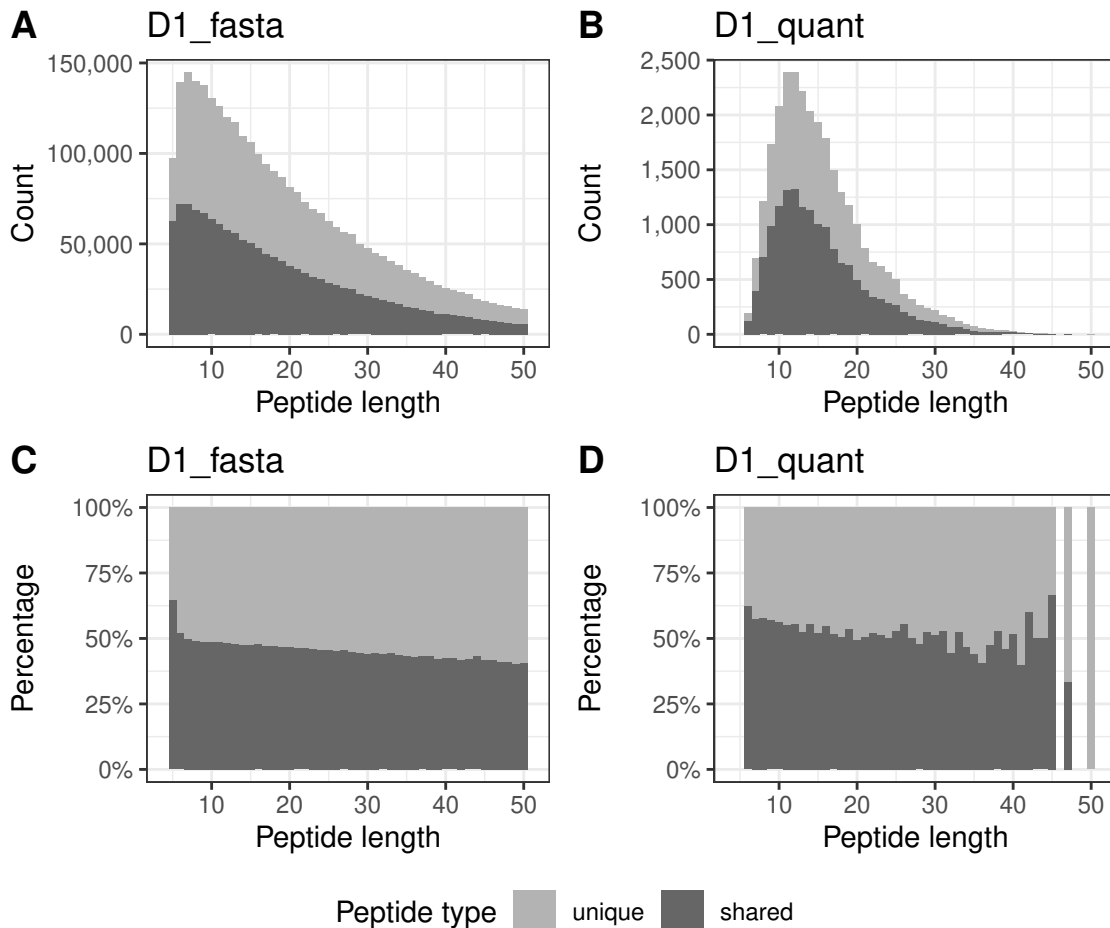 A D1_fasta
150,000
100,000
50,000
0
Count
10 20 30 40 50
Peptide length
B D1_quant
2,500
2,000
1,500
1,000
500
0
Count
10 20 30 40 50
Peptide length
C D1_fasta
100%
75%
50%
25%
0%
Percentage
10 20 30 40 50
Peptide length
D D1_quant
100%
75%
50%
25%
0%
Percentage
10 20 30 40 50
Peptide length
Peptide type unique shared